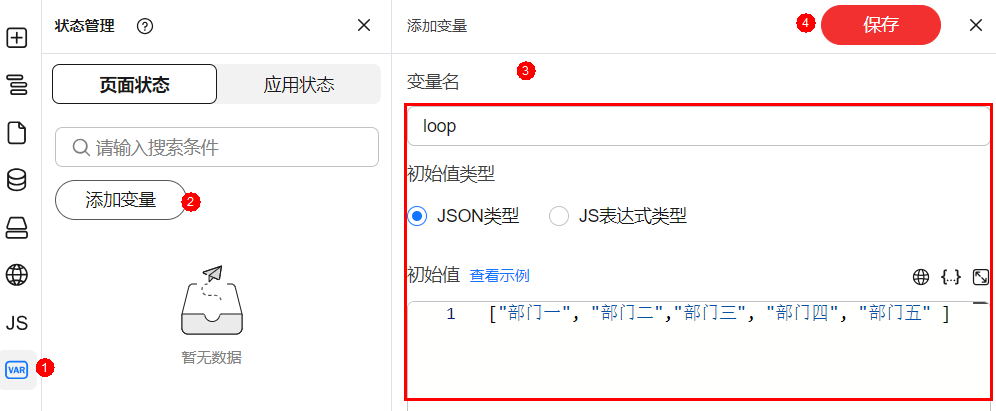 状态管理
页面状态
应用状态
请输入搜索条件
添加变量
2
暂无数据
JS
VAR
1
添加变量
4
保存
变量名
3
loop
初始值类型
JSON类型
JS表达式类型
初始值 查看示例
{..}
1 ["部门一", "部门二","部门三", "部门四", "部门五" ]